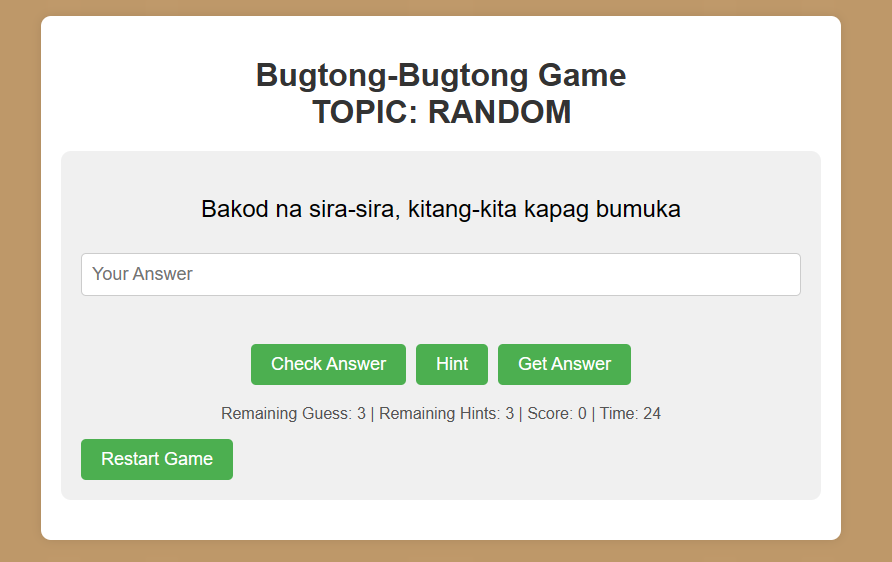 Bugtong-Bugtong Game
TOPIC: RANDOM
Bakod na sira-sira, kitang-kita kapag bumuka
Your Answer
Check Answer Hint Get Answer
Remaining Guess: 3 | Remaining Hints: 3 | Score: 0 | Time: 24
Restart Game